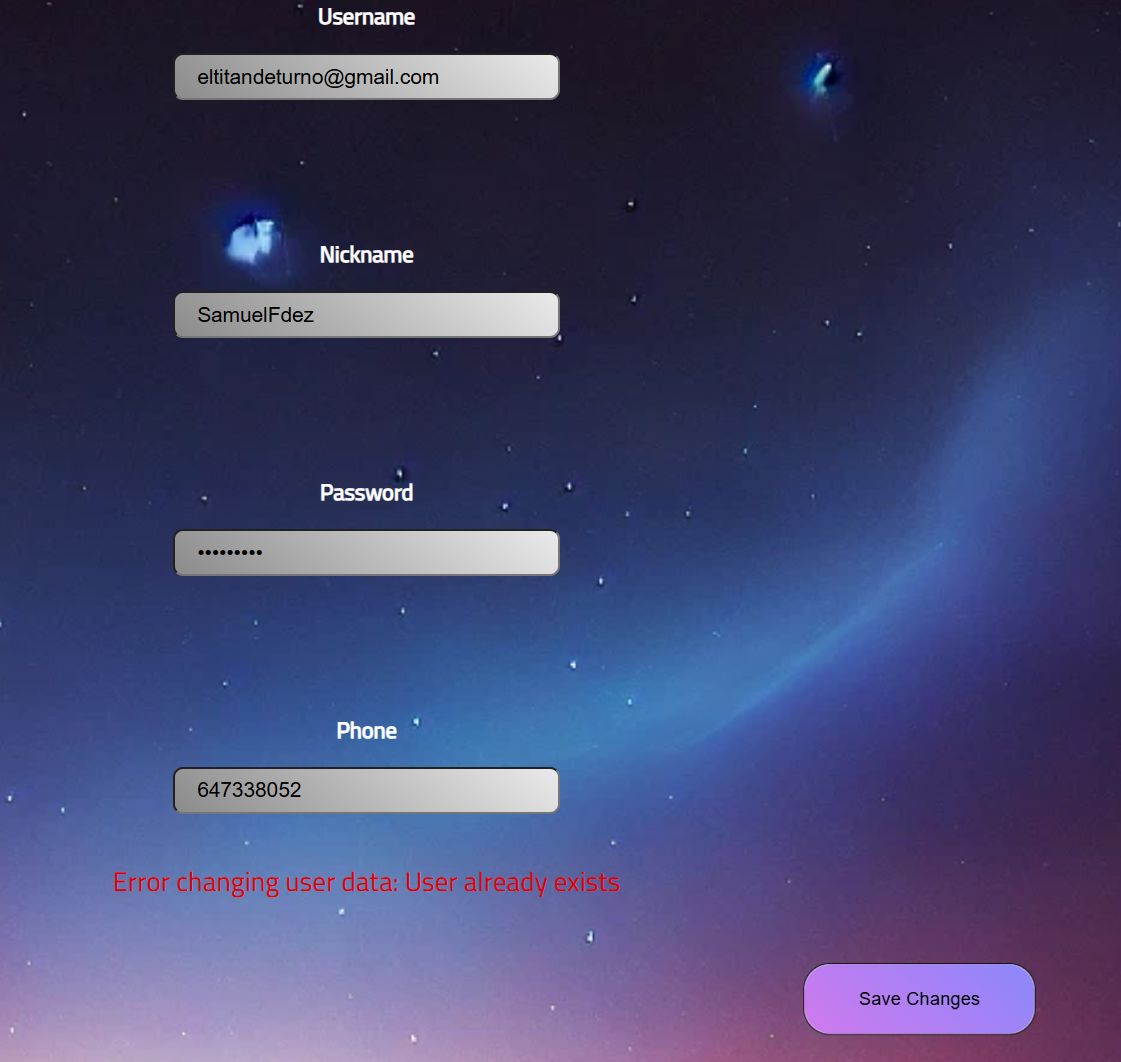 Username
eltitandeturno@gmail.com
Nickname
SamuelFdez
Password
•••••••••
Phone
647338052
Error changing user data: User already exists
Save Changes